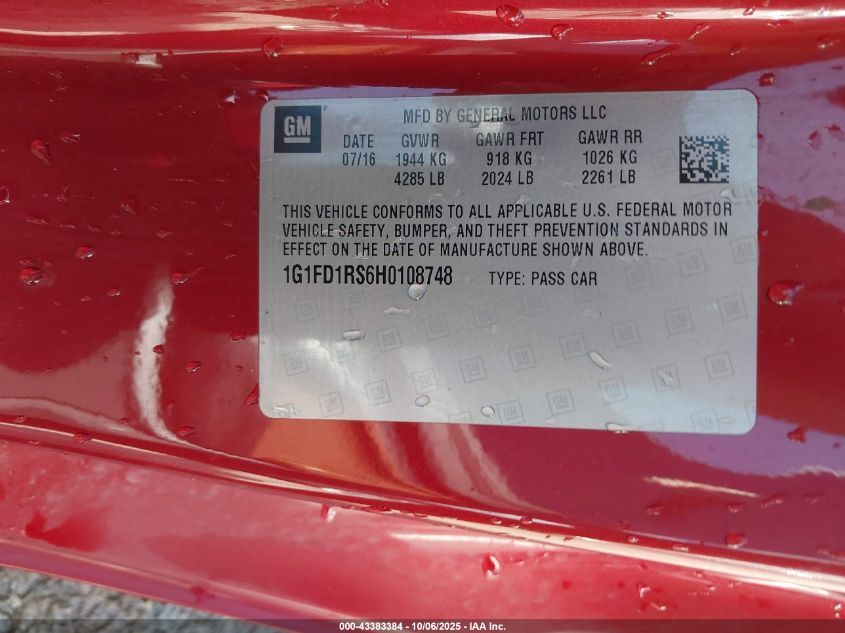 GM
MFD BY GENERAL MOTORS LLC
DATE GVWR GAWR FRT GAWR RR
07/16 1944 KG 918 KG 1026 KG
4285 LB 2024 LB 2261 LB
THIS VEHICLE CONFORMS TO ALL APPLICABLE U.S. FEDERAL MOTOR
VEHICLE SAFETY, BUMPER, AND THEFT PREVENTION STANDARDS IN
EFFECT ON THE DATE OF MANUFACTURE SHOWN ABOVE.
1G1FD1RS6H0108748 TYPE: PASS CAR
000-43383384 - 10/06/2025 - IAA Inc.